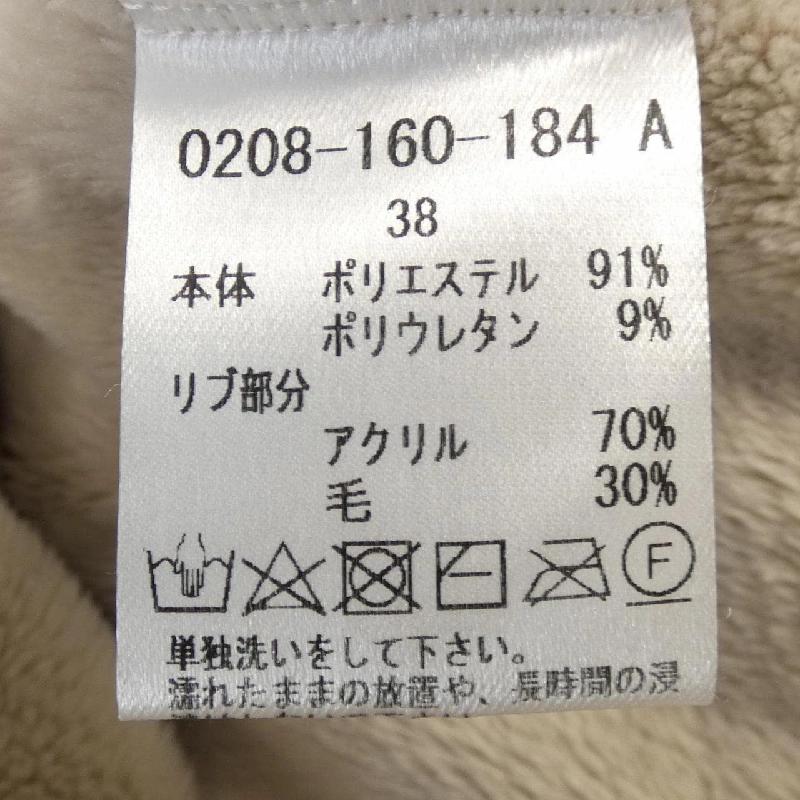 0208-160-184 A
38
本体 ポリエステル 91%
ポリウレタン 9%
リブ部分
アクリル 70%
毛 30%
F
単独洗いをして下さい。
濡れたままの放置や、長時間の浸